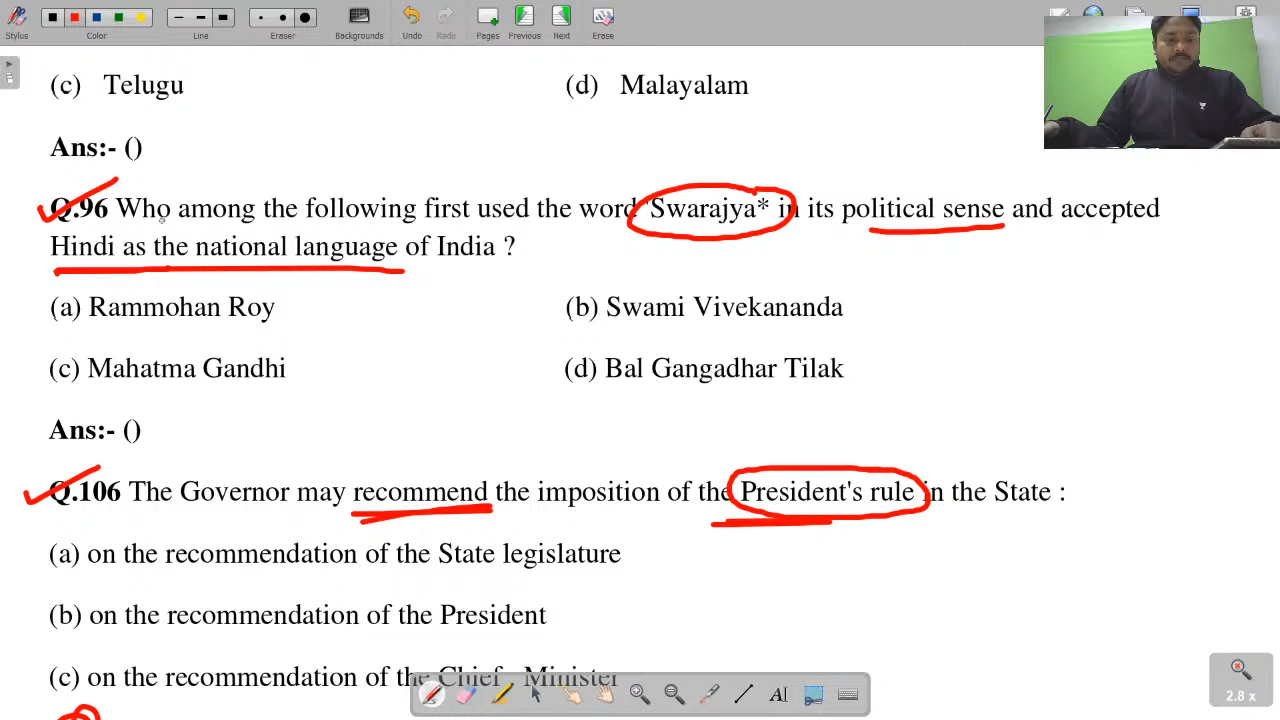 Stylus
Color
Line
Eraser
Backgrounds
Undo
Redo
Pages
Previous
Next
Erase
(c) Telugu
(d) Malayalam
Ans:- ()
Q.96 Who among the following first used the word 'Swarajya* in its political sense and accepted
Hindi as the national language of India ?
(a) Rammohan Roy
(b) Swami Vivekananda
(c) Mahatma Gandhi
(d) Bal Gangadhar Tilak
Ans:- ()
Q.106 The Governor may recommend the imposition of the President's rule in the State :
(a) on the recommendation of the State legislature
(b) on the recommendation of the President
(c) on the recommendation of the Chief Minister
AI
2.8 x